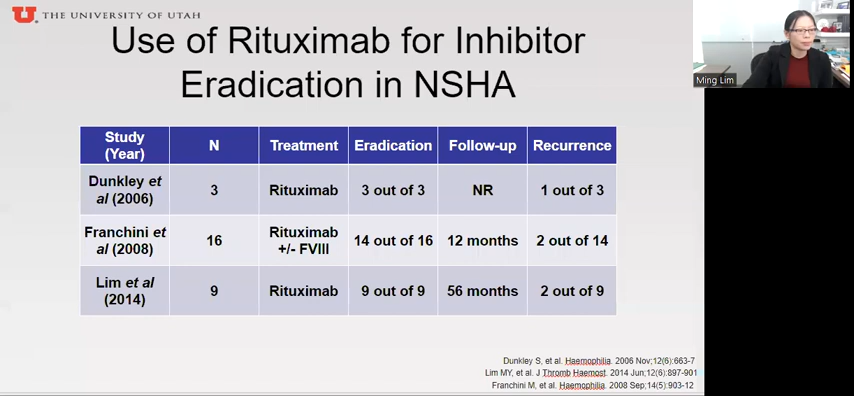 THE UNIVERSITY OF UTAH
Use of Rituximab for Inhibitor
Eradication in NSHA
Ming Lim
Study
(Year)
N
Treatment
Eradication
Follow-up
Recurrence
Dunkley et
al (2006)
3
Rituximab
3 out of 3
NR
1 out of 3
Franchini et
al (2008)
16
Rituximab
+/- FVIII
14 out of 16
12 months
2 out of 14
Lim et al
(2014)
9
Rituximab
9 out of 9
56 months
2 out of 9
Dunkley S, et al. Haemophilia. 2006 Nov;12(6):663-7
Lim MY, et al. J Thromb Haemost. 2014 Jun;12(6):897-901
Franchini M, et al. Haemophilia. 2008 Sep;14(5):903-12